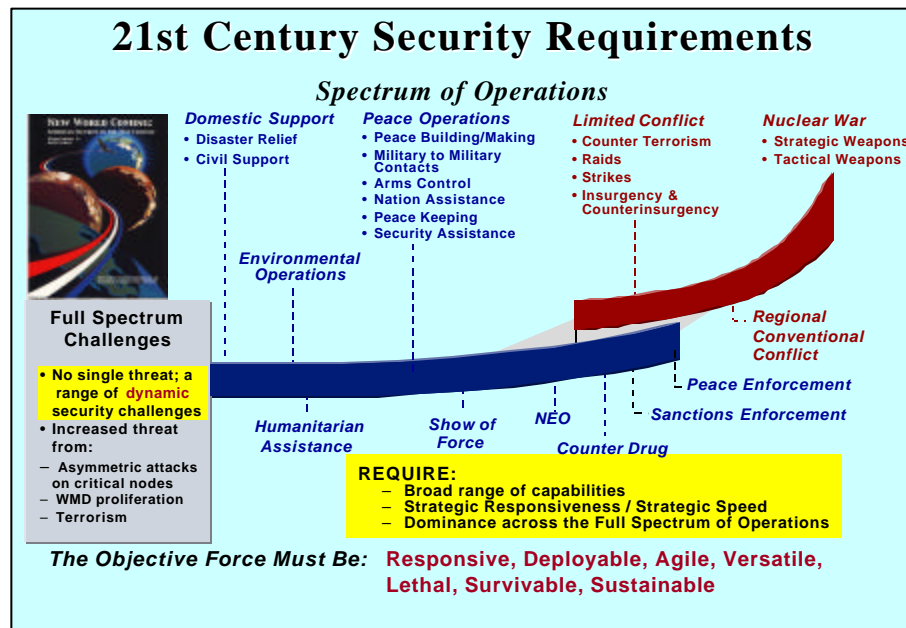 21st Century Security Requirements
Spectrum of Operations
NEW WORLD COMING:
Domestic Support
• Disaster Relief
• Civil Support
Peace Operations
• Peace Building/Making
• Military to Military
Contacts
• Arms Control
• Nation Assistance
• Peace Keeping
• Security Assistance
Limited Conflict
• Counter Terrorism
• Raids
• Strikes
• Insurgency &
Counterinsurgency
Nuclear War
• Strategic Weapons
• Tactical Weapons
Environmental
Operations
Full Spectrum
Challenges
• No single threat; a
range of dynamic
security challenges
• Increased threat
from:
– Asymmetric attacks
on critical nodes
– WMD proliferation
– Terrorism
Regional
Conventional
Conflict
Peace Enforcement
Sanctions Enforcement
Humanitarian
Assistance
Show of
Force
NEO
Counter Drug
REQUIRE:
– Broad range of capabilities
– Strategic Responsiveness / Strategic Speed
– Dominance across the Full Spectrum of Operations
The Objective Force Must Be: Responsive, Deployable, Agile, Versatile,
Lethal, Survivable, Sustainable